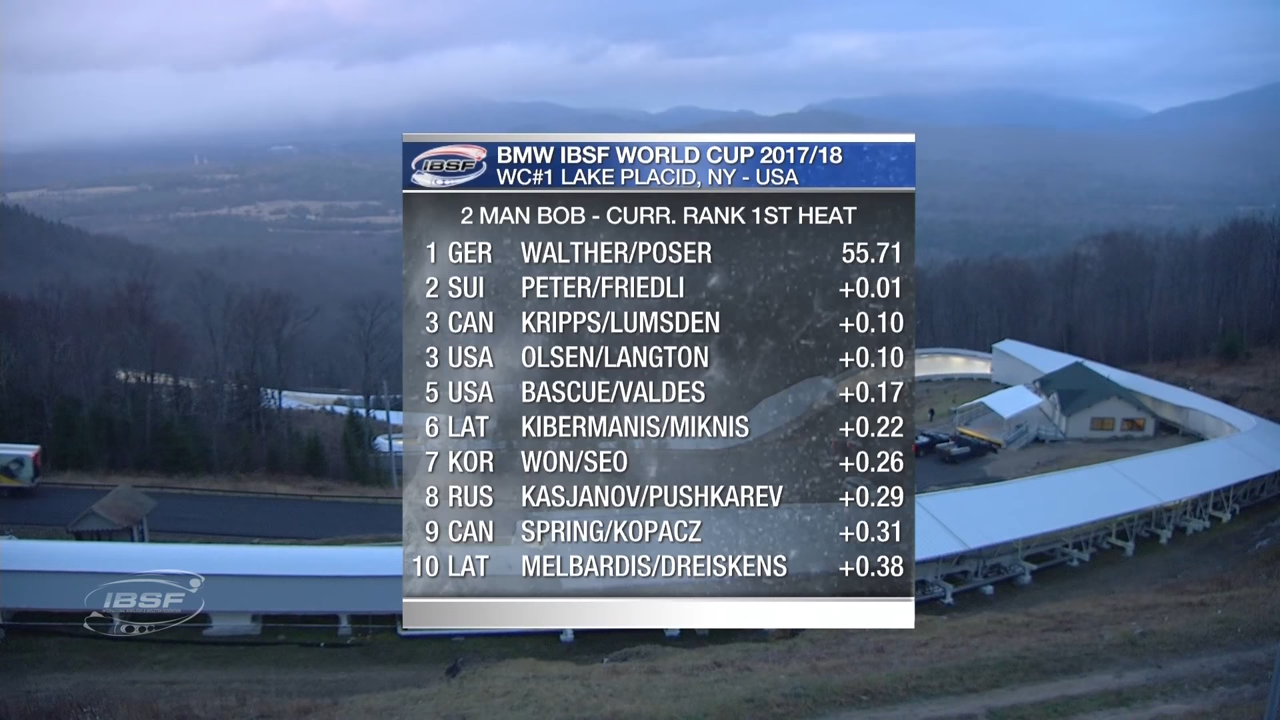 IBSF
BMW IBSF WORLD CUP 2017/18
WC#1 LAKE PLACID, NY - USA
2 MAN BOB - CURR. RANK 1ST HEAT
1 GER WALTHER/POSER 55.71
2 SUI PETER/FRIEDLI +0.01
3 CAN KRIPPS/LUMSDEN +0.10
3 USA OLSEN/LANGTON +0.10
5 USA BASCUE/VALDES +0.17
6 LAT KIBERMANIS/MIKNIS +0.22
7 KOR WON/SEO +0.26
8 RUS KASJANOV/PUSHKAREV +0.29
9 CAN SPRING/KOPACZ +0.31
10 LAT MELBARDIS/DREISKENS +0.38
IBSF